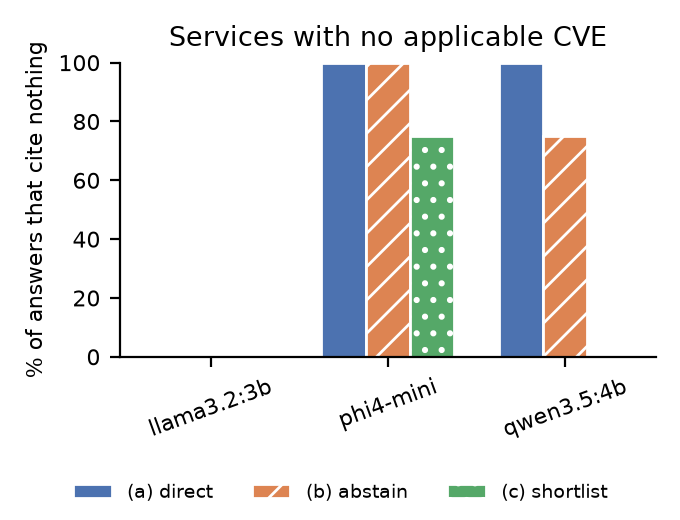 Services with no applicable CVE
% of answers that cite nothing
100
80
60
40
20
0
llama3.2:3b
phi4-mini
qwen3.5:4b
(a) direct
(b) abstain
(c) shortlist